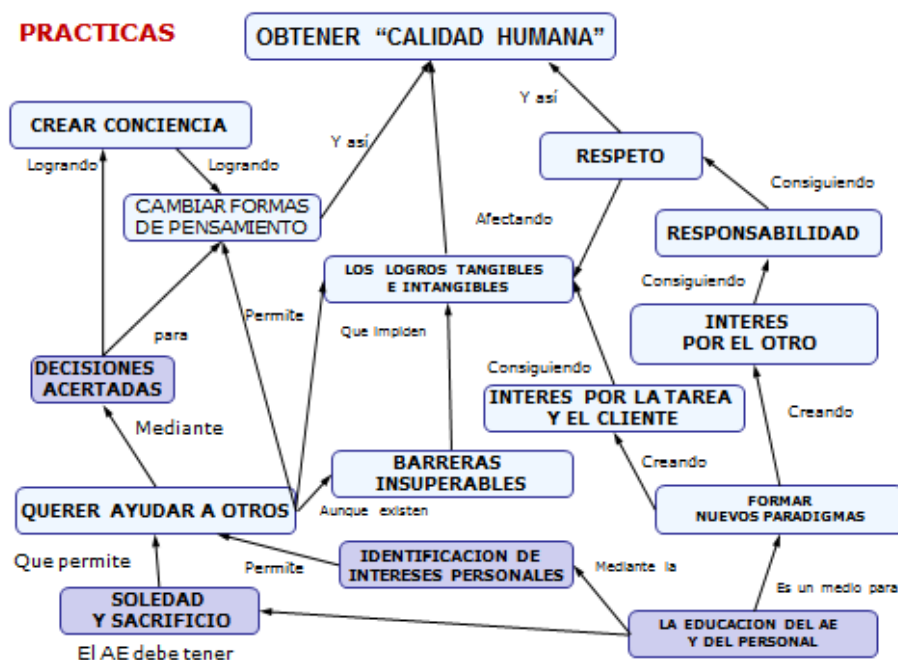 PRACTICAS
OBTENER “CALIDAD HUMANA”
Y así
CREAR CONCIENCIA
Y así
RESPETO
Logrando
Logrando
Consiguiendo
CAMBIAR FORMAS
DE PENSAMIENTO
Afectando
RESPONSABILIDAD
LOS LOGROS TANGIBLES
E INTANGIBLES
Consiguiendo
Permite
para
Que impiden
INTERES
POR EL OTRO
DECISIONES
ACERTADAS
Consiguiendo
INTERES POR LA TAREA
Y EL CLIENTE
Creando
Mediante
BARRERAS
INSUPERABLES
Creando
QUERER AYUDAR A OTROS
Aunque existen
FORMAR
NUEVOS PARADIGMAS
Que permite
Permite
IDENTIFICACION DE
INTERESES PERSONALES
Mediante la
Es un medio para
SOLEDAD
Y SACRIFICIO
LA EDUCACION DEL AE
Y DEL PERSONAL
El AE debe tener